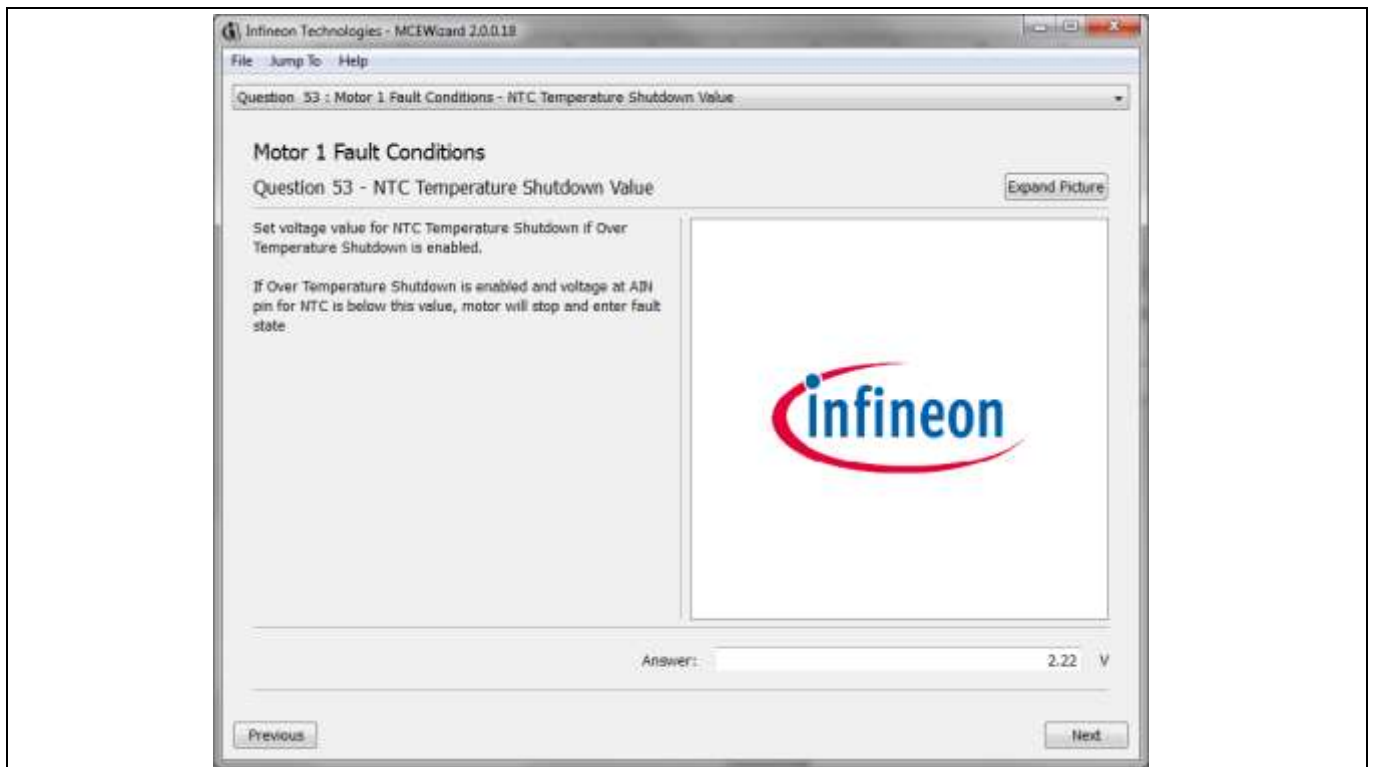 Infineon Technologies - MCEWizard 2.0.0.18
File Jump To Help
Question 53 : Motor 1 Fault Conditions - NTC Temperature Shutdown Value
Motor 1 Fault Conditions
Question 53 - NTC Temperature Shutdown Value
Expand Picture
Set voltage value for NTC Temperature Shutdown if Over
Temperature Shutdown is enabled.
If Over Temperature Shutdown is enabled and voltage at AIN
pin for NTC is below this value, motor will stop and enter fault
state
infineon
Answer: 2.22 V
Previous
Next